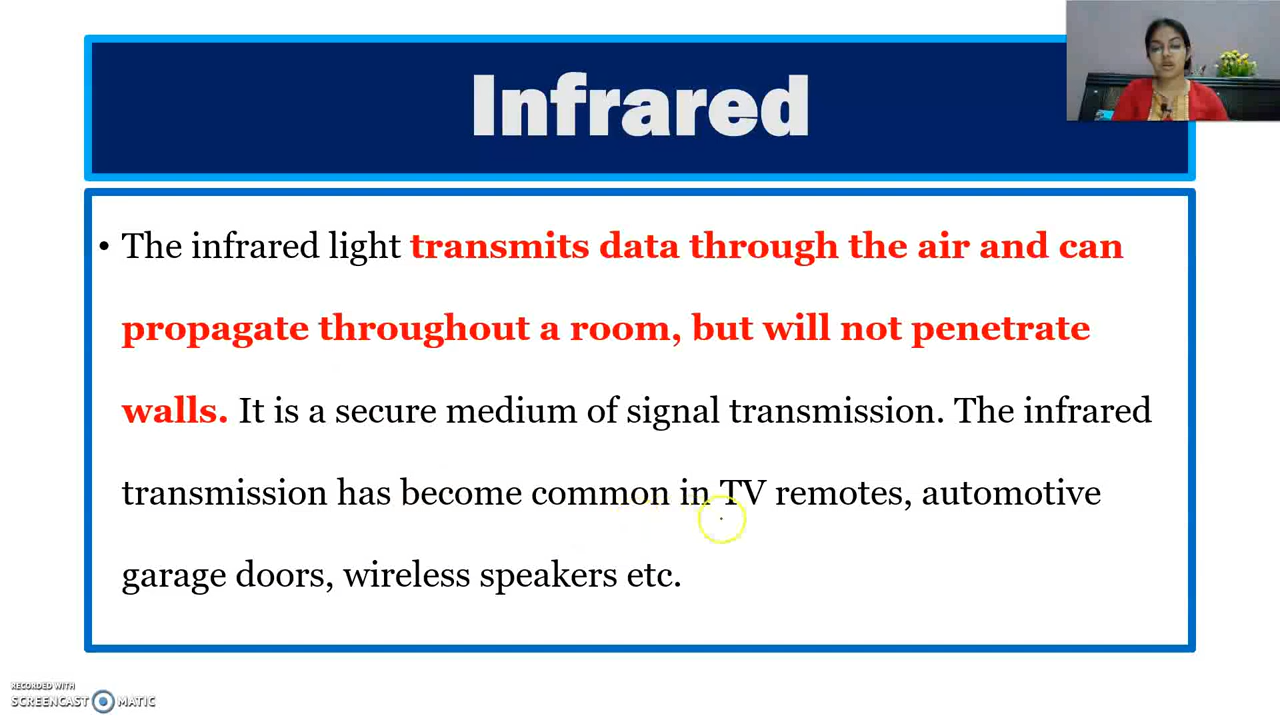 Infrared
• The infrared light transmits data through the air and can
propagate throughout a room, but will not penetrate
walls. It is a secure medium of signal transmission. The infrared
transmission has become common in TV remotes, automotive
garage doors, wireless speakers etc.
RECORDED WITH
SCREENCAST MATIC